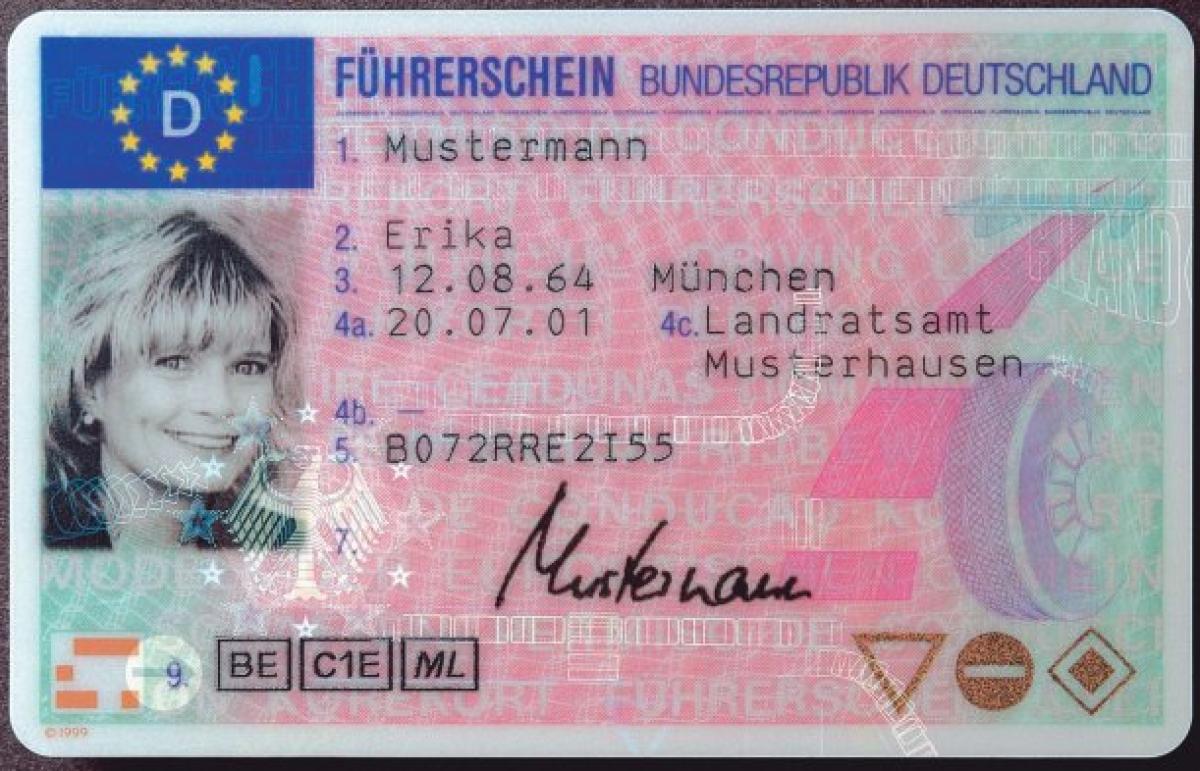 D
FÜHRERSCHEIN BUNDESREPUBLIK DEUTSCHLAND
1. Mustermann
2. Erika
3. 12.08.64 München
4a. 20.07.01 4c. Landratsamt
Musterhausen
4b. –
5. B072RRE2I55
7. Mustermann
9. BE C1E ML
©1999